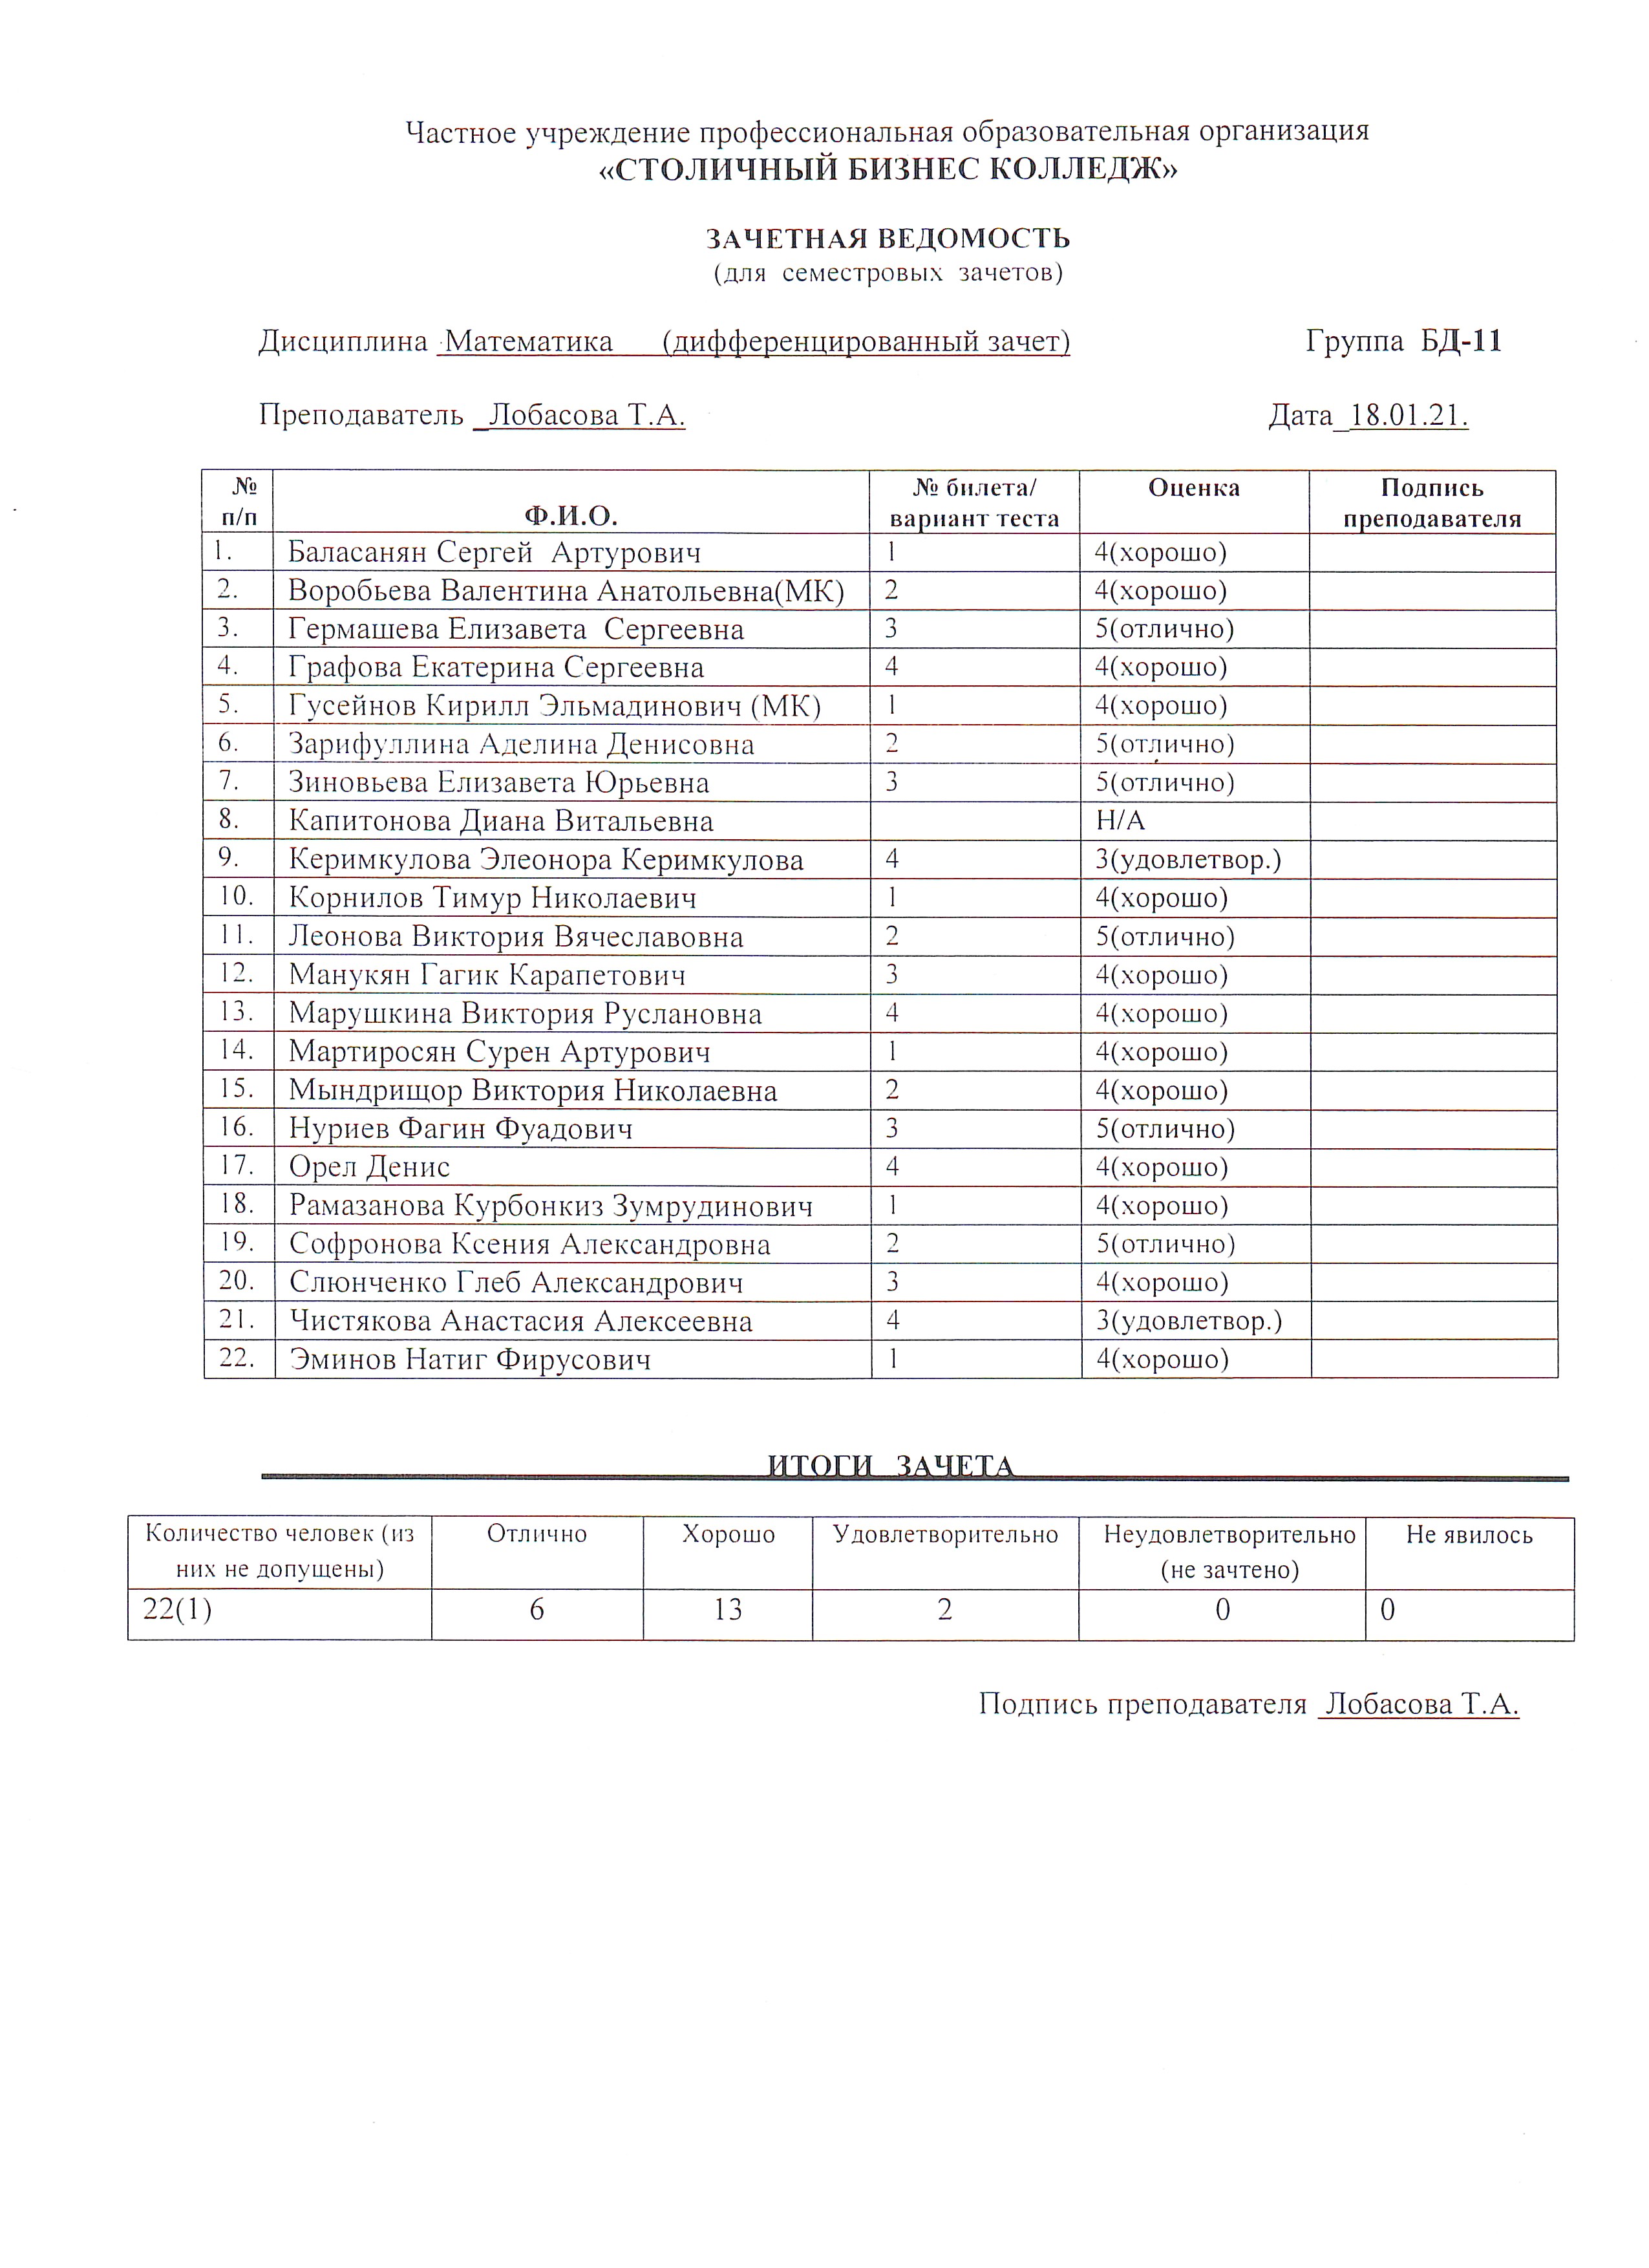 Частное учреждение профессиональная образовательная организация
«СТОЛИЧНЫЙ БИЗНЕС КОЛЛЕДЖ»
ЗАЧЕТНАЯ ВЕДОМОСТЬ
(для семестровых зачетов)
Дисциплина Математика (дифференцированный зачет) Группа БД-11
Преподаватель _Лобасова Т.А. Дата_18.01.21.
№ п/п Ф.И.О. № билета/ вариант теста Оценка Подпись преподавателя
1. Баласанян Сергей Артурович 1 4(хорошо)
2. Воробьева Валентина Анатольевна(МК) 2 4(хорошо)
3. Гермашева Елизавета Сергеевна 3 5(отлично)
4. Графова Екатерина Сергеевна 4 4(хорошо)
5. Гусейнов Кирилл Эльмадинович (МК) 1 4(хорошо)
6. Зарифуллина Аделина Денисовна 2 5(отлично)
7. Зиновьева Елизавета Юрьевна 3 5(отлично)
8. Капитонова Диана Витальевна Н/А
9. Керимкулова Элеонора Керимкулова 4 3(удовлетвор.)
10. Корнилов Тимур Николаевич 1 4(хорошо)
11. Леонова Виктория Вячеславовна 2 5(отлично)
12. Манукян Гагик Карапетович 3 4(хорошо)
13. Марушкина Виктория Руслановна 4 4(хорошо)
14. Мартиросян Сурен Артурович 1 4(хорошо)
15. Мындрищор Виктория Николаевна 2 4(хорошо)
16. Нуриев Фагин Фуадович 3 5(отлично)
17. Орел Денис 4 4(хорошо)
18. Рамазанова Курбонкиз Зумрудинович 1 4(хорошо)
19. Софронова Ксения Александровна 2 5(отлично)
20. Слюнченко Глеб Александрович 3 4(хорошо)
21. Чистякова Анастасия Алексеевна 4 3(удовлетвор.)
22. Эминов Натиг Фирусович 1 4(хорошо)
ИТОГИ ЗАЧЕТА
Количество человек (из них не допущены) Отлично Хорошо Удовлетворительно Неудовлетворительно (не зачтено) Не явилось
22(1) 6 13 2 0 0
Подпись преподавателя Лобасова Т.А.